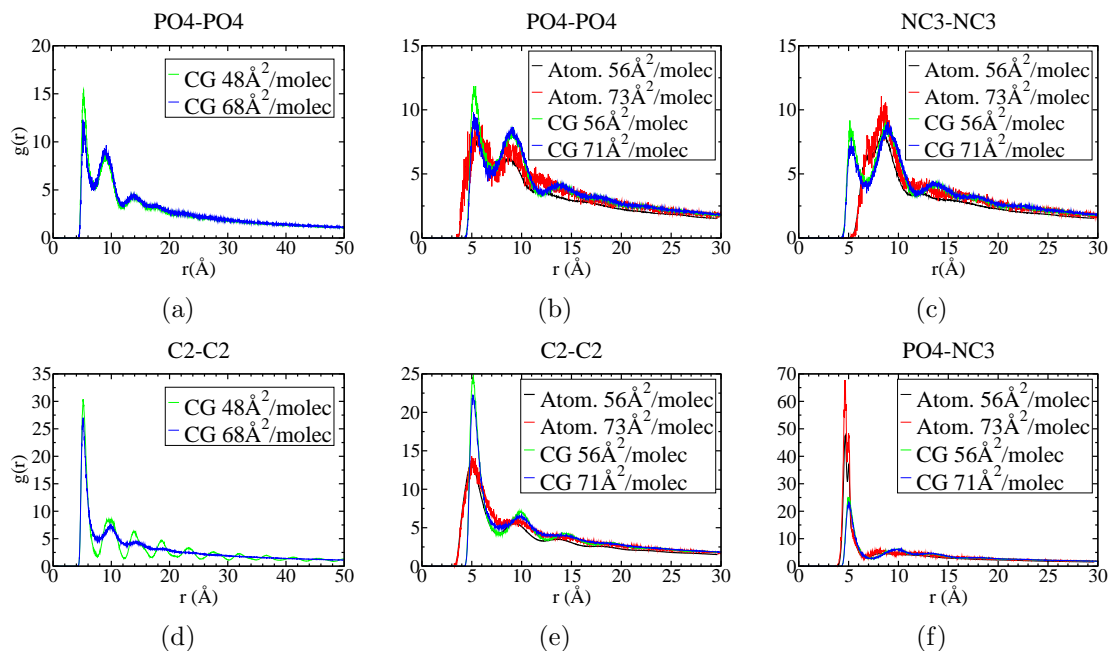 PO4-PO4
20
15
10
5
0
g(r)
0 10 20 30 40 50
r(Å)
CG 48Å²/molec
CG 68Å²/molec
(a)
PO4-PO4
15
10
5
0
0 5 10 15 20 25 30
r (Å)
Atom. 56Å²/molec
Atom. 73Å²/molec
CG 56Å²/molec
CG 71Å²/molec
(b)
NC3-NC3
15
10
5
0
0 5 10 15 20 25 30
r (Å)
Atom. 56Å²/molec
Atom. 73Å²/molec
CG 56Å²/molec
CG 71Å²/molec
(c)
C2-C2
35
30
25
20
15
10
5
0
g(r)
0 10 20 30 40 50
r (Å)
CG 48Å²/molec
CG 68Å²/molec
(d)
C2-C2
25
20
15
10
5
0
0 5 10 15 20 25 30
r (Å)
Atom. 56Å²/molec
Atom. 73Å²/molec
CG 56Å²/molec
CG 71Å²/molec
(e)
PO4-NC3
70
60
50
40
30
20
10
0
0 5 10 15 20 25 30
r (Å)
Atom. 56Å²/molec
Atom. 73Å²/molec
CG 56Å²/molec
CG 71Å²/molec
(f)